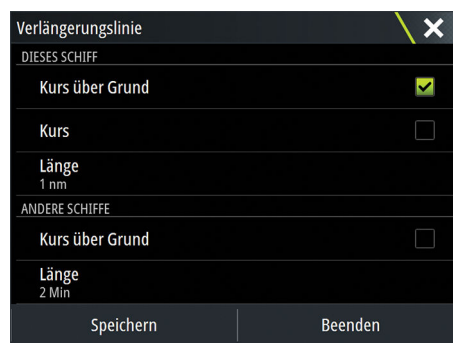 Verlängerungslinie
DIESES SCHIFF
Kurs über Grund
Kurs
Länge
1 nm
ANDERE SCHIFFE
Kurs über Grund
Länge
2 Min
Speichern
Beenden